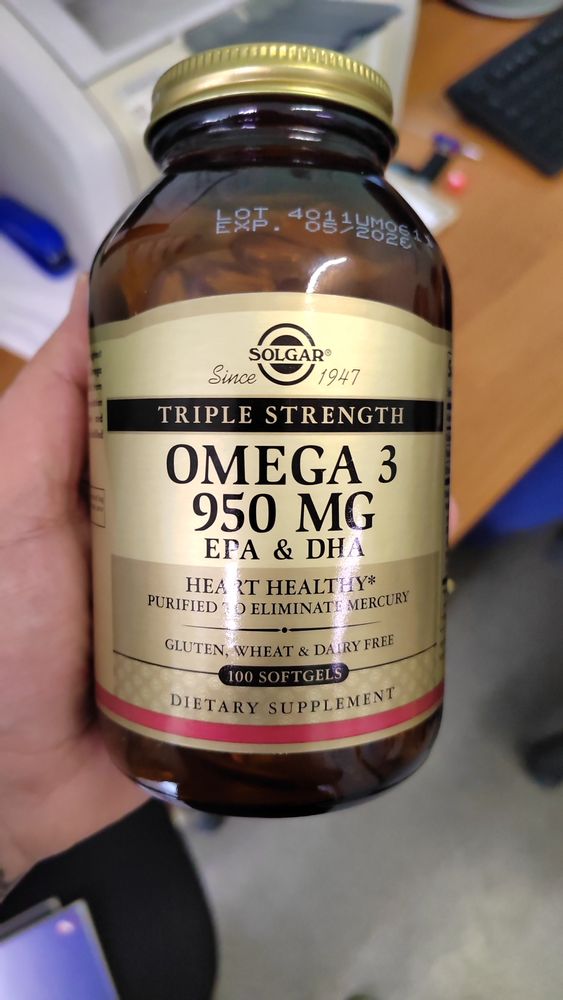 LOT 4011UM061
EXP. 05/2026
SOLGAR®
Since 1947
TRIPLE STRENGTH
OMEGA 3
950 MG
EPA & DHA
HEART HEALTHY*
PURIFIED TO ELIMINATE MERCURY
GLUTEN, WHEAT & DAIRY FREE
100 SOFTGELS
DIETARY SUPPLEMENT